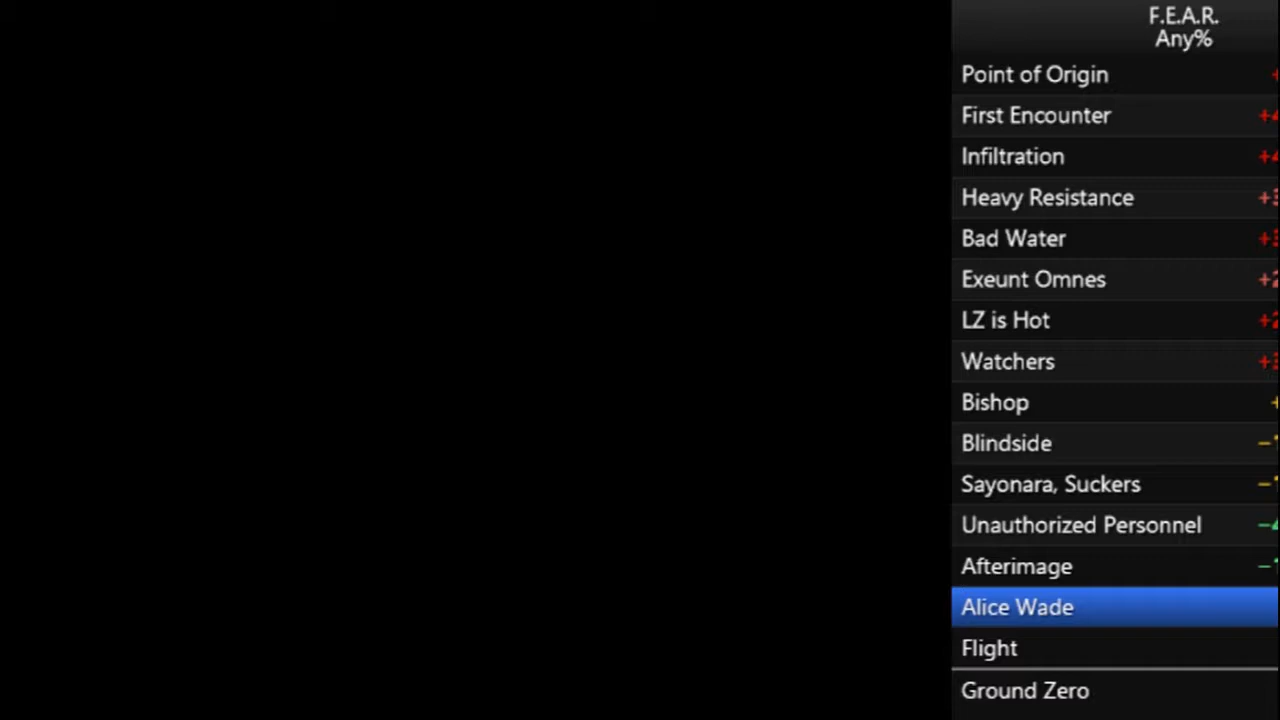 F.E.A.R.
Any%
Point of Origin
First Encounter
Infiltration
Heavy Resistance
Bad Water
Exeunt Omnes
LZ is Hot
Watchers
Bishop
Blindside
Sayonara, Suckers
Unauthorized Personnel
Afterimage
Alice Wade
Flight
Ground Zero